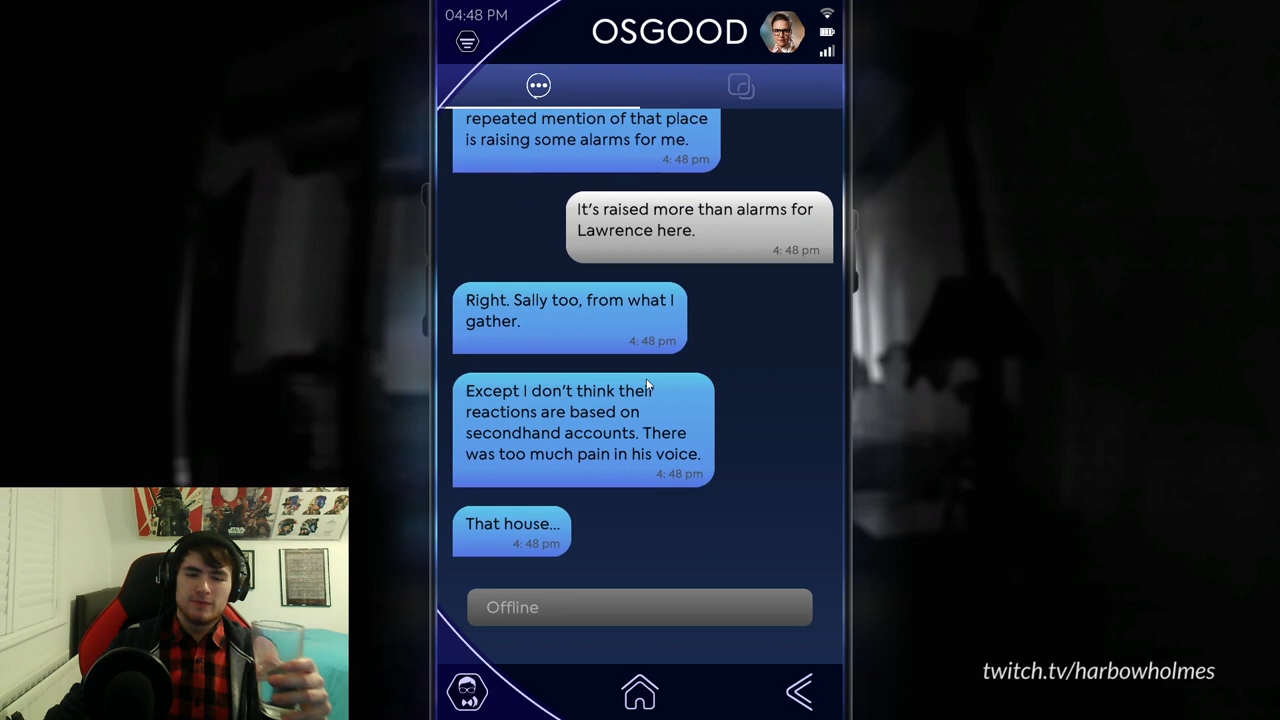 04:48 PM
OSGOOD
repeated mention of that place
is raising some alarms for me.
4: 48 pm
It's raised more than alarms for
Lawrence here.
4: 48 pm
Right. Sally too, from what I
gather.
4: 48 pm
Except I don't think their
reactions are based on
secondhand accounts. There
was too much pain in his voice.
4: 48 pm
That house...
4: 48 pm
Offline
STAR WARS
twitch.tv/harbowholmes